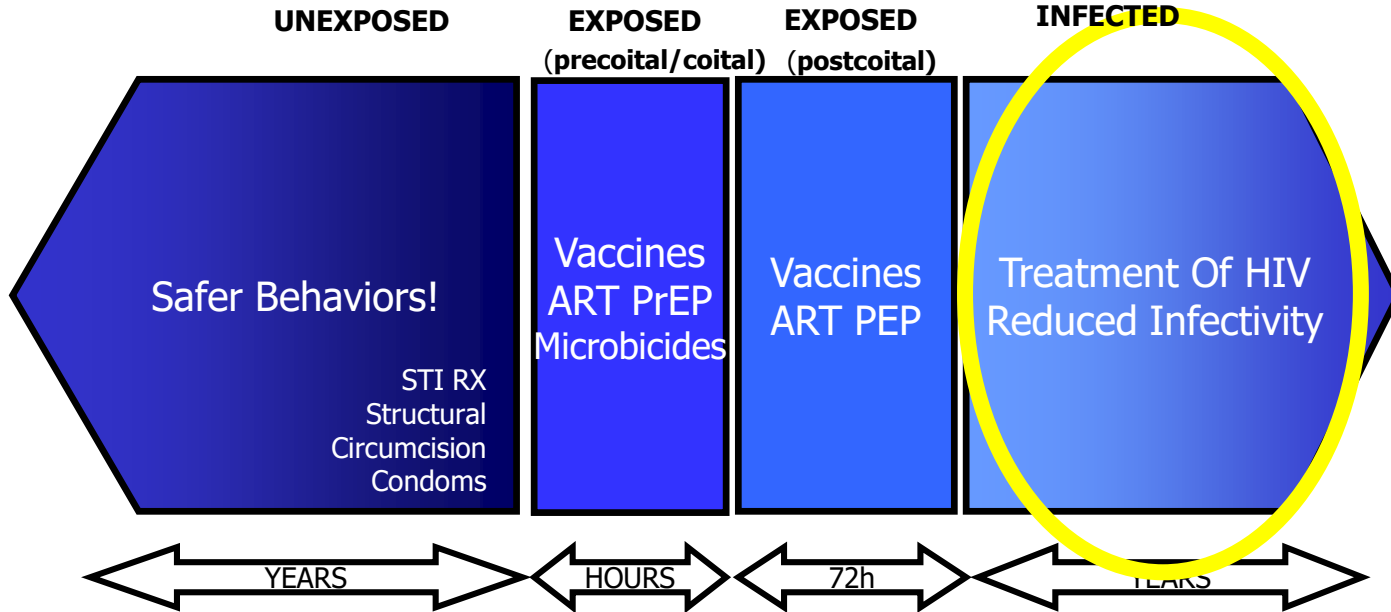 UNEXPOSED
EXPOSED
(precoital/coital)
EXPOSED
(postcoital)
INFECTED
Safer Behaviors!
STI RX
Structural
Circumcision
Condoms
Vaccines
ART PrEP
Microbicides
Vaccines
ART PEP
Treatment Of HIV
Reduced Infectivity
YEARS
HOURS
72h
YEARS